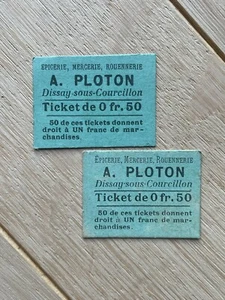 EPICERIE, MERCERIE, ROUENNERIE
A. PLOTON
Dissay-sous-Courcillon
Ticket de 0 fr. 50
50 de ces tickets donnent
droit à UN franc de mar-
chandises.
EPICERIE, MERCERIE, ROUENNERIE
A. PLOTON
Dissay-sous-Courcillon
Ticket de 0 fr. 50
50 de ces tickets donnent
droit à UN franc de mar-
chandises.